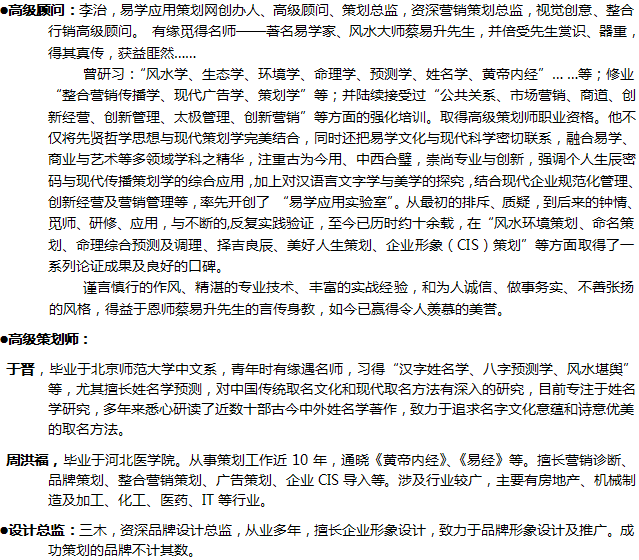 ●高级顾问：李治，易学应用策划网创办人、高级顾问、策划总监，资深营销策划总监，视觉创意、整合
行销高级顾问。 有缘觅得名师——著名易学家、风水大师蔡易升先生，并倍受先生赏识、器重，
得其真传，获益匪然......
曾研习：“风水学、生态学、环境学、命理学、预测学、姓名学、黄帝内经”... ...等；修业
“整合营销传播学、现代广告学、策划学”等；并陆续接受过“公共关系、市场营销、商道、创
新经营、创新管理、太极管理、创新营销”等方面的强化培训。取得高级策划师职业资格。他不
仅将先贤哲学思想与现代策划学完美结合，同时还把易学文化与现代科学密切联系，融合易学、
商业与艺术等多领域学科之精华，注重古为今用、中西合璧，崇尚专业与创新，强调个人生辰密
码与现代传播策划学的综合应用，加上对汉语言文字学与美学的探究，结合现代企业规范化管理、
创新经营及营销管理等，率先开创了 “易学应用实验室”。从最初的排斥、质疑，到后来的钟情、
觅师、研修、应用，与不断的,反复实践验证，至今已历时约十余载，在“风水环境策划、命名策
划、命理综合预测及调理、择吉良辰、美好人生策划、企业形象（CIS）策划”等方面取得了一
系列论证成果及良好的口碑。
谨言慎行的作风、精湛的专业技术、丰富的实战经验，和为人诚信、做事务实、不善张扬
的风格，得益于恩师蔡易升先生的言传身教，如今已赢得令人羡慕的美誉。
●高级策划师：
于晋，毕业于北京师范大学中文系，青年时有缘遇名师，习得“汉字姓名学、八字预测学、风水堪舆”
等，尤其擅长姓名学预测，对中国传统取名文化和现代取名方法有深入的研究，目前专注于姓名
学研究，多年来悉心研读了近数十部古今中外姓名学著作，致力于追求名字文化意蕴和诗意优美
的取名方法。
周洪福，毕业于河北医学院。从事策划工作近 10 年，通晓《黄帝内经》、《易经》等。擅长营销诊断、
品牌策划、整合营销策划、广告策划、企业 CIS 导入等。涉及行业较广，主要有房地产、机械制
造及加工、化工、医药、IT 等行业。
●设计总监：三木，资深品牌设计总监，从业多年，擅长企业形象设计，致力于品牌形象设计及推广。成
功策划的品牌不计其数。